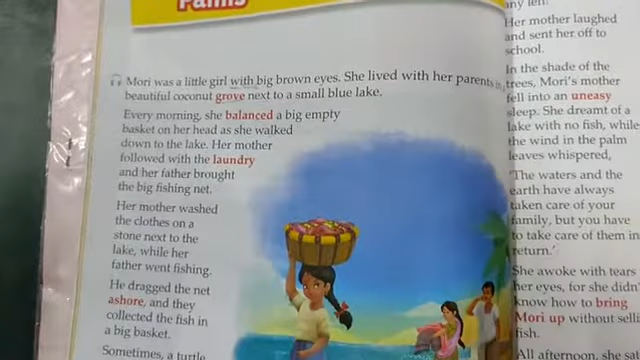 Palms
Mori was a little girl with big brown eyes. She lived with her parents in
beautiful coconut grove next to a small blue lake.
Every morning, she balanced a big empty
basket on her head as she walked
down to the lake. Her mother
followed with the laundry
and her father brought
the big fishing net.
Her mother washed
the clothes on a
stone next to the
lake, while her
father went fishing.
He dragged the net
ashore, and they
collected the fish in
a big basket.
Sometimes, a turtle
any left.
Her mother laughed
and sent her off to
school.
In the shade of the
trees, Mori's mother
fell into an uneasy
sleep. She dreamt of a
lake with no fish, while
the wind in the palm
leaves whispered,
'The waters and the
earth have always
taken care of your
family, but you have
to take care of them in
return.'
She awoke with tears
her eyes, for she didn'
know how to bring
Mori up without selli
fish.
All afternoon, she sat